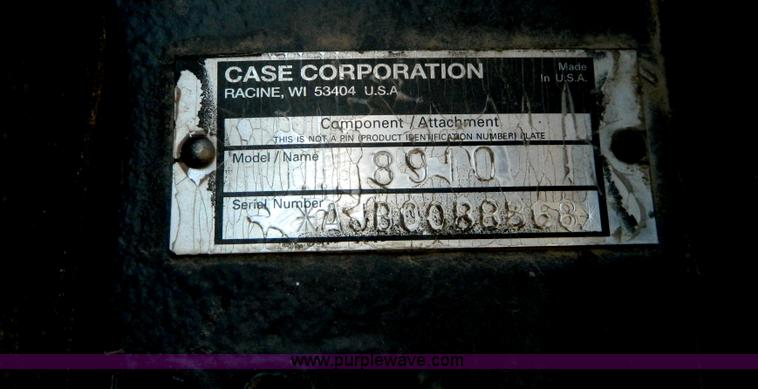 CASE CORPORATION
RACINE, WI 53404 U.S.A
Made
In U.S.A.
Component / Attachment
THIS IS NOT A PIN (PRODUCT IDENTIFICATION NUMBER) PLATE
Model / Name 8910
Serial Number
www.purplewave.com